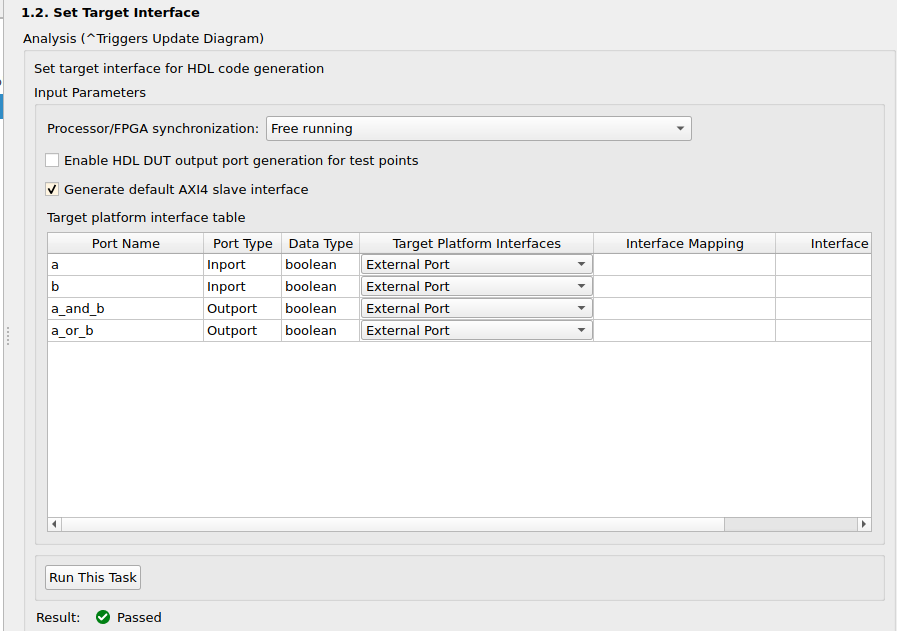 1.2. Set Target Interface
Analysis (^Triggers Update Diagram)
Set target interface for HDL code generation
Input Parameters
Processor/FPGA synchronization: Free running
Enable HDL DUT output port generation for test points
Generate default AXI4 slave interface
Target platform interface table
Port Name Port Type Data Type Target Platform Interfaces Interface Mapping Interface
a Inport boolean External Port
b Inport boolean External Port
a_and_b Outport boolean External Port
a_or_b Outport boolean External Port
Run This Task
Result: Passed